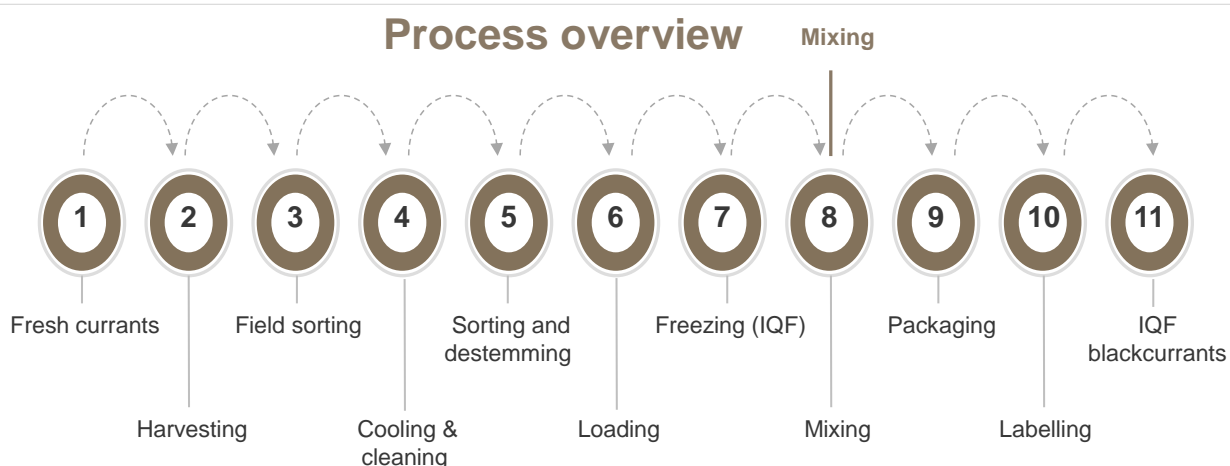 Process overview
Mixing
1 2 3 4 5 6 7 8 9 10 11
Fresh currants
Field sorting
Sorting and
destemming
Freezing (IQF)
Packaging
IQF
blackcurrants
Harvesting
Cooling &
cleaning
Loading
Mixing
Labelling